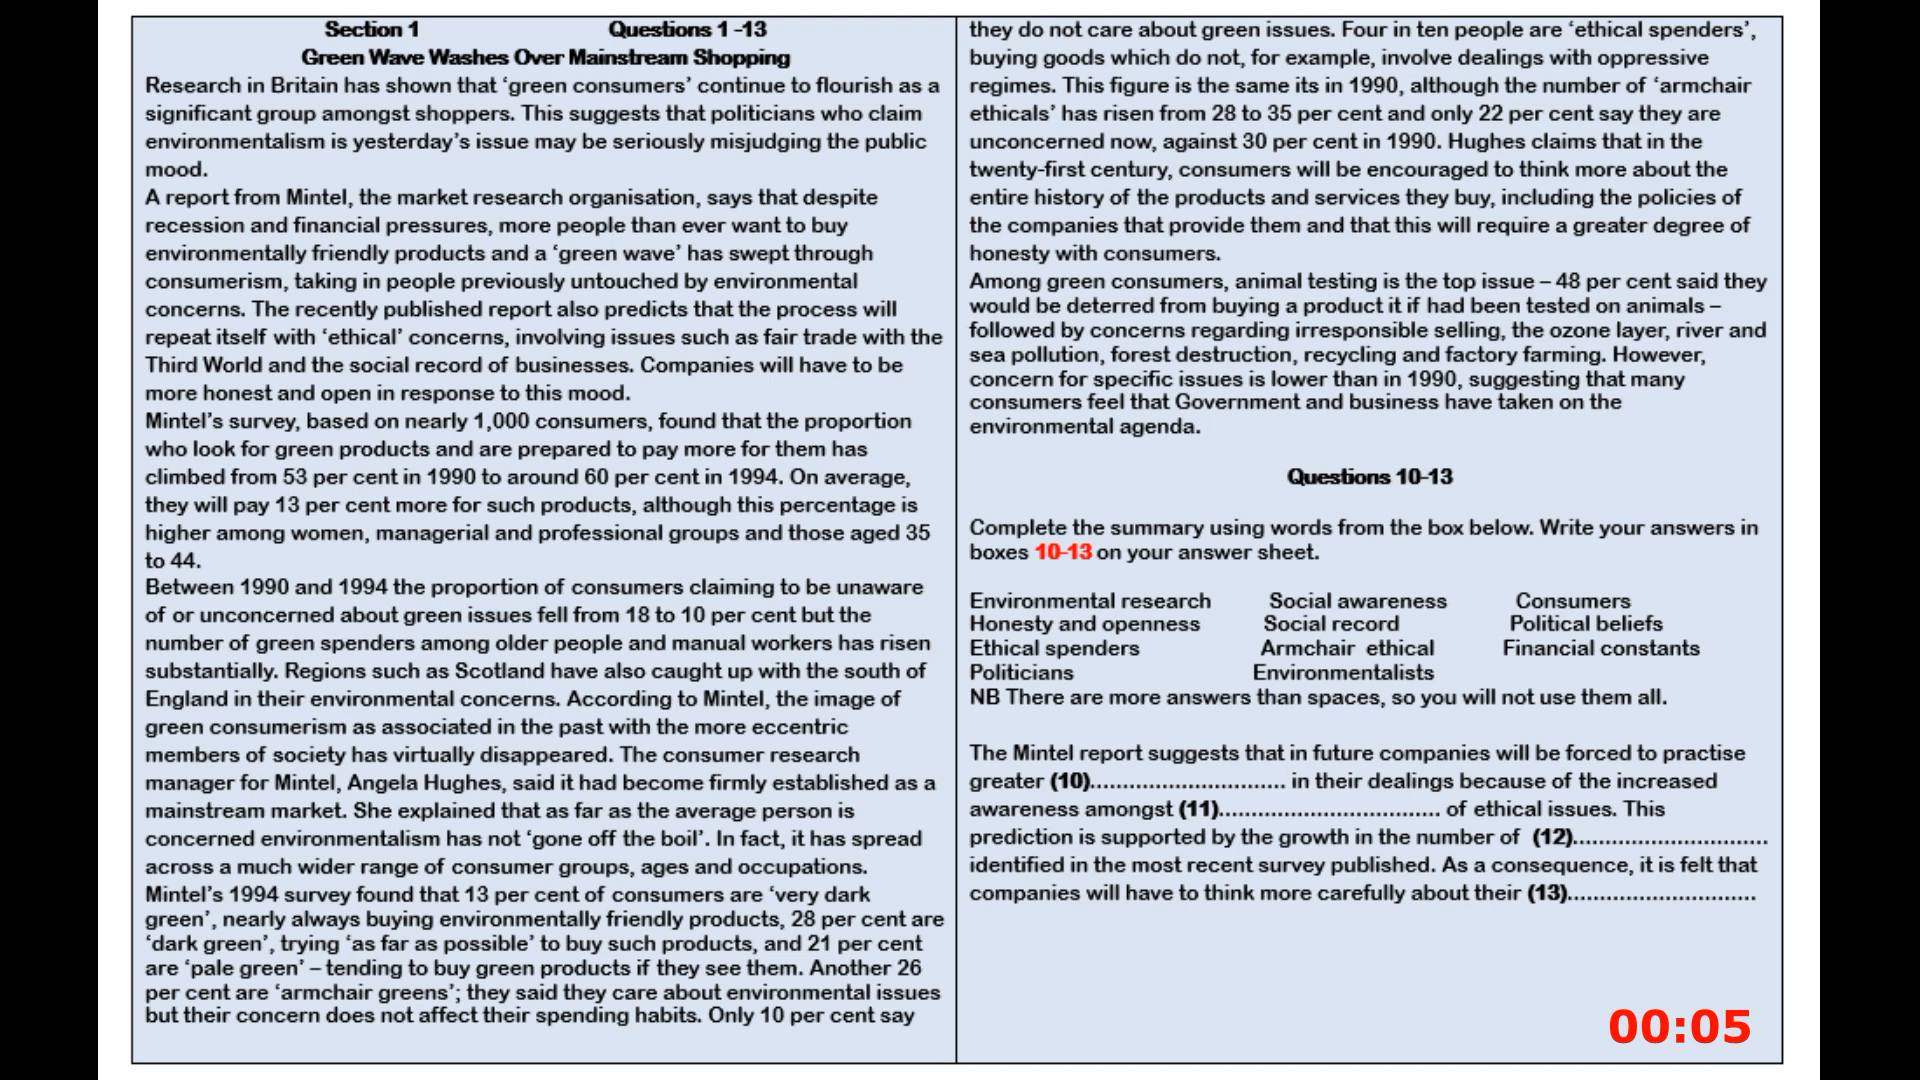 Section 1 Questions 1 -13
Green Wave Washes Over Mainstream Shopping
Research in Britain has shown that ‘green consumers’ continue to flourish as a
significant group amongst shoppers. This suggests that politicians who claim
environmentalism is yesterday’s issue may be seriously misjudging the public
mood.
A report from Mintel, the market research organisation, says that despite
recession and financial pressures, more people than ever want to buy
environmentally friendly products and a ‘green wave’ has swept through
consumerism, taking in people previously untouched by environmental
concerns. The recently published report also predicts that the process will
repeat itself with ‘ethical’ concerns, involving issues such as fair trade with the
Third World and the social record of businesses. Companies will have to be
more honest and open in response to this mood.
Mintel’s survey, based on nearly 1,000 consumers, found that the proportion
who look for green products and are prepared to pay more for them has
climbed from 53 per cent in 1990 to around 60 per cent in 1994. On average,
they will pay 13 per cent more for such products, although this percentage is
higher among women, managerial and professional groups and those aged 35
to 44.
Between 1990 and 1994 the proportion of consumers claiming to be unaware
of or unconcerned about green issues fell from 18 to 10 per cent but the
number of green spenders among older people and manual workers has risen
substantially. Regions such as Scotland have also caught up with the south of
England in their environmental concerns. According to Mintel, the image of
green consumerism as associated in the past with the more eccentric
members of society has virtually disappeared. The consumer research
manager for Mintel, Angela Hughes, said it had become firmly established as a
mainstream market. She explained that as far as the average person is
concerned environmentalism has not ‘gone off the boil’. In fact, it has spread
across a much wider range of consumer groups, ages and occupations.
Mintel’s 1994 survey found that 13 per cent of consumers are ‘very dark
green’, nearly always buying environmentally friendly products, 28 per cent are
‘dark green’, trying ‘as far as possible’ to buy such products, and 21 per cent
are ‘pale green’ – tending to buy green products if they see them. Another 26
per cent are ‘armchair greens’; they said they care about environmental issues
but their concern does not affect their spending habits. Only 10 per cent say
they do not care about green issues. Four in ten people are ‘ethical spenders’,
buying goods which do not, for example, involve dealings with oppressive
regimes. This figure is the same its in 1990, although the number of ‘armchair
ethicals’ has risen from 28 to 35 per cent and only 22 per cent say they are
unconcerned now, against 30 per cent in 1990. Hughes claims that in the
twenty-first century, consumers will be encouraged to think more about the
entire history of the products and services they buy, including the policies of
the companies that provide them and that this will require a greater degree of
honesty with consumers.
Among green consumers, animal testing is the top issue – 48 per cent said they
would be deterred from buying a product it if had been tested on animals –
followed by concerns regarding irresponsible selling, the ozone layer, river and
sea pollution, forest destruction, recycling and factory farming. However,
concern for specific issues is lower than in 1990, suggesting that many
consumers feel that Government and business have taken on the
environmental agenda.
Questions 10-13
Complete the summary using words from the box below. Write your answers in
boxes 10-13 on your answer sheet.
Environmental research Social awareness Consumers
Honesty and openness Social record Political beliefs
Ethical spenders Armchair ethical Financial constants
Politicians Environmentalists
NB There are more answers than spaces, so you will not use them all.
The Mintel report suggests that in future companies will be forced to practise
greater (10)............................. in their dealings because of the increased
awareness amongst (11)................................. of ethical issues. This
prediction is supported by the growth in the number of (12).............................
identified in the most recent survey published. As a consequence, it is felt that
companies will have to think more carefully about their (13)............................
00:05